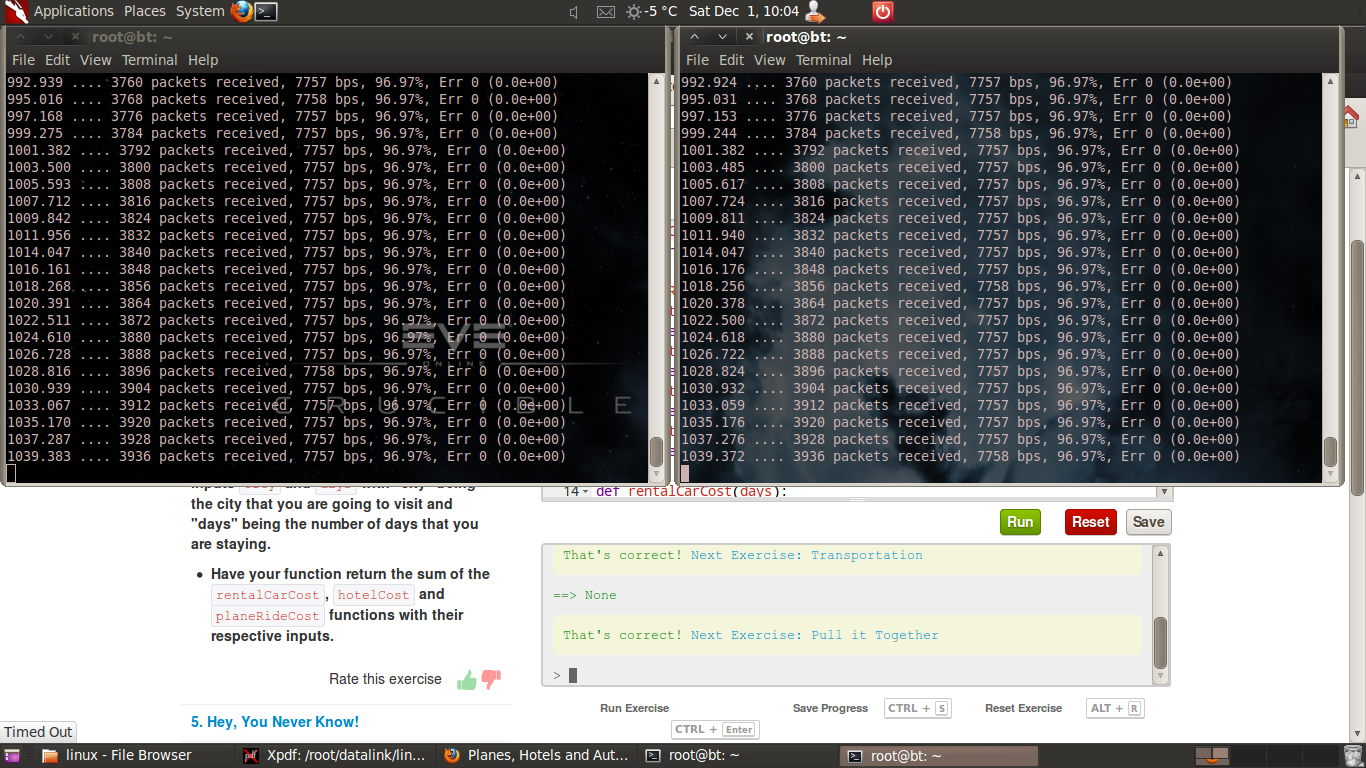 Applications Places System -5 °C Sat Dec 1, 10:04
root@bt: ~
File Edit View Terminal Help
992.939 .... 3760 packets received, 7757 bps, 96.97%, Err 0 (0.0e+00)
995.016 .... 3768 packets received, 7758 bps, 96.97%, Err 0 (0.0e+00)
997.168 .... 3776 packets received, 7757 bps, 96.97%, Err 0 (0.0e+00)
999.275 .... 3784 packets received, 7757 bps, 96.97%, Err 0 (0.0e+00)
1001.382 .... 3792 packets received, 7757 bps, 96.97%, Err 0 (0.0e+00)
1003.500 .... 3800 packets received, 7757 bps, 96.97%, Err 0 (0.0e+00)
1005.593 .... 3808 packets received, 7757 bps, 96.97%, Err 0 (0.0e+00)
1007.712 .... 3816 packets received, 7757 bps, 96.97%, Err 0 (0.0e+00)
1009.842 .... 3824 packets received, 7757 bps, 96.97%, Err 0 (0.0e+00)
1011.956 .... 3832 packets received, 7757 bps, 96.97%, Err 0 (0.0e+00)
1014.047 .... 3840 packets received, 7757 bps, 96.97%, Err 0 (0.0e+00)
1016.161 .... 3848 packets received, 7757 bps, 96.97%, Err 0 (0.0e+00)
1018.268 .... 3856 packets received, 7757 bps, 96.97%, Err 0 (0.0e+00)
1020.391 .... 3864 packets received, 7757 bps, 96.97%, Err 0 (0.0e+00)
1022.511 .... 3872 packets received, 7757 bps, 96.97%, Err 0 (0.0e+00)
1024.610 .... 3880 packets received, 7757 bps, 96.97%, Err 0 (0.0e+00)
1026.728 .... 3888 packets received, 7757 bps, 96.97%, Err 0 (0.0e+00)
1028.816 .... 3896 packets received, 7758 bps, 96.97%, Err 0 (0.0e+00)
1030.939 .... 3904 packets received, 7757 bps, 96.97%, Err 0 (0.0e+00)
1033.067 .... 3912 packets received, 7757 bps, 96.97%, Err 0 (0.0e+00)
1035.170 .... 3920 packets received, 7757 bps, 96.97%, Err 0 (0.0e+00)
1037.287 .... 3928 packets received, 7757 bps, 96.97%, Err 0 (0.0e+00)
1039.383 .... 3936 packets received, 7757 bps, 96.97%, Err 0 (0.0e+00)
EVE
ONLINE
CRUCIBLE
root@bt: ~
File Edit View Terminal Help
992.924 .... 3760 packets received, 7757 bps, 96.97%, Err 0 (0.0e+00)
995.031 .... 3768 packets received, 7757 bps, 96.97%, Err 0 (0.0e+00)
997.153 .... 3776 packets received, 7757 bps, 96.97%, Err 0 (0.0e+00)
999.244 .... 3784 packets received, 7758 bps, 96.97%, Err 0 (0.0e+00)
1001.382 .... 3792 packets received, 7757 bps, 96.97%, Err 0 (0.0e+00)
1003.485 .... 3800 packets received, 7757 bps, 96.97%, Err 0 (0.0e+00)
1005.617 .... 3808 packets received, 7757 bps, 96.97%, Err 0 (0.0e+00)
1007.724 .... 3816 packets received, 7757 bps, 96.97%, Err 0 (0.0e+00)
1009.811 .... 3824 packets received, 7757 bps, 96.97%, Err 0 (0.0e+00)
1011.940 .... 3832 packets received, 7757 bps, 96.97%, Err 0 (0.0e+00)
1014.047 .... 3840 packets received, 7757 bps, 96.97%, Err 0 (0.0e+00)
1016.176 .... 3848 packets received, 7757 bps, 96.97%, Err 0 (0.0e+00)
1018.256 .... 3856 packets received, 7758 bps, 96.97%, Err 0 (0.0e+00)
1020.378 .... 3864 packets received, 7757 bps, 96.97%, Err 0 (0.0e+00)
1022.500 .... 3872 packets received, 7757 bps, 96.97%, Err 0 (0.0e+00)
1024.618 .... 3880 packets received, 7757 bps, 96.97%, Err 0 (0.0e+00)
1026.722 .... 3888 packets received, 7757 bps, 96.97%, Err 0 (0.0e+00)
1028.824 .... 3896 packets received, 7757 bps, 96.97%, Err 0 (0.0e+00)
1030.932 .... 3904 packets received, 7757 bps, 96.97%, Err 0 (0.0e+00)
1033.059 .... 3912 packets received, 7757 bps, 96.97%, Err 0 (0.0e+00)
1035.176 .... 3920 packets received, 7757 bps, 96.97%, Err 0 (0.0e+00)
1037.276 .... 3928 packets received, 7757 bps, 96.97%, Err 0 (0.0e+00)
1039.372 .... 3936 packets received, 7758 bps, 96.97%, Err 0 (0.0e+00)
the city that you are going to visit and
"days" being the number of days that you
are staying.
Have your function return the sum of the
rentalCarCost, hotelCost and
planeRideCost functions with their
respective inputs.
Rate this exercise
5. Hey, You Never Know!
14 def rentalCarCost(days):
Run Reset Save
That's correct! Next Exercise: Transportation
==> None
That's correct! Next Exercise: Pull it Together
>
Run Exercise CTRL + Enter
Save Progress CTRL + S
Reset Exercise ALT + R
Timed Out
linux - File Browser
Xpdf: /root/datalink/lin...
Planes, Hotels and Aut...
root@bt: ~
root@bt: ~